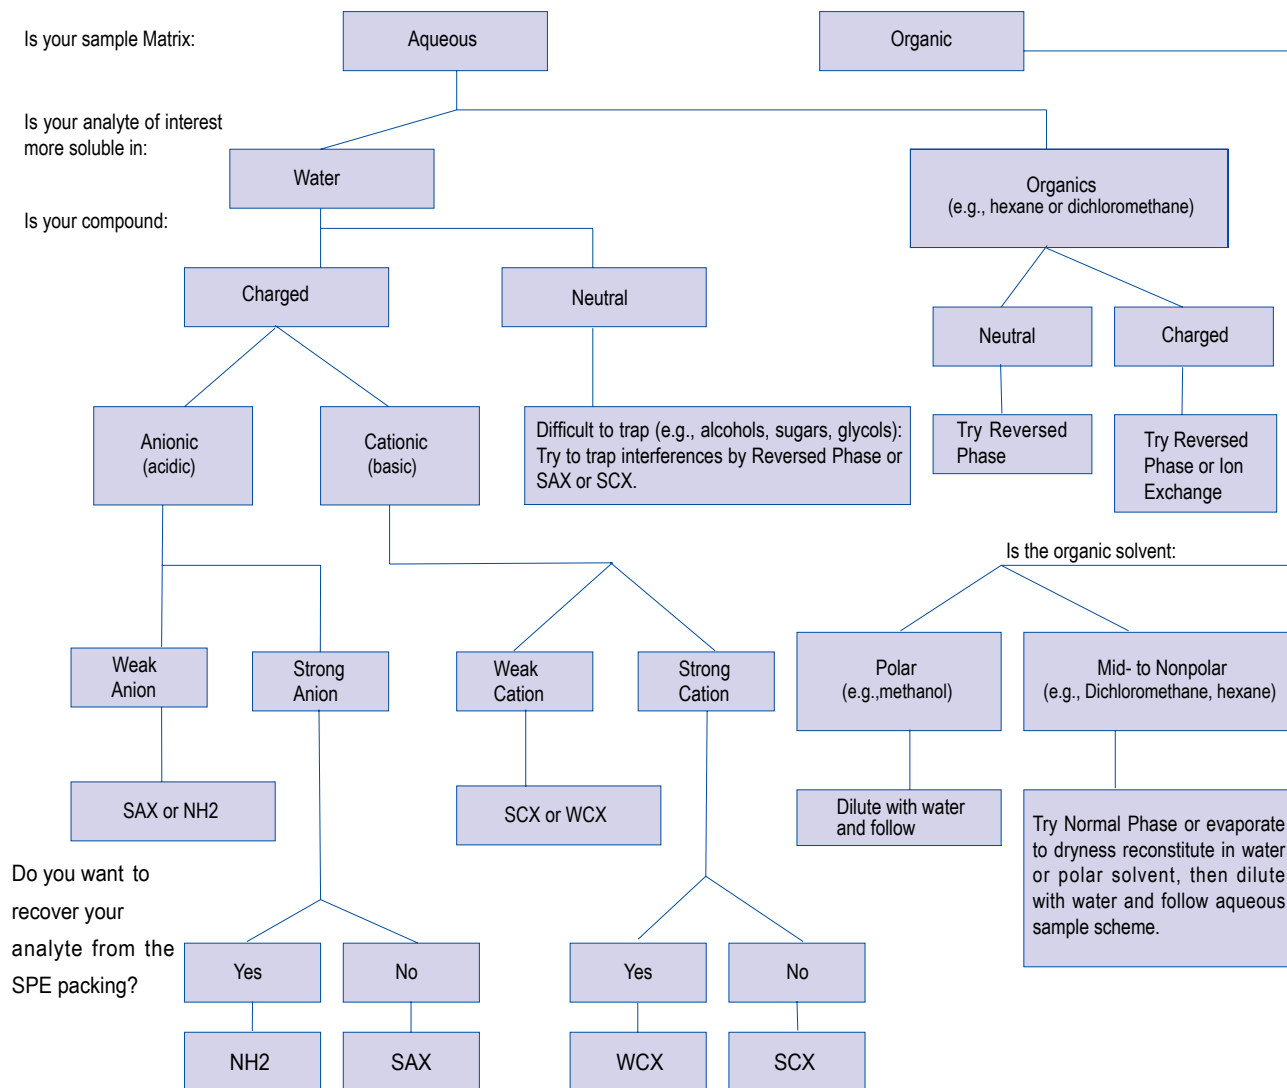 Is your sample Matrix:
Aqueous
Organic
Is your analyte of interest
more soluble in:
Water
Organics
(e.g., hexane or dichloromethane)
Is your compound:
Charged
Neutral
Neutral
Charged
Anionic
(acidic)
Cationic
(basic)
Difficult to trap (e.g., alcohols, sugars, glycols):
Try to trap interferences by Reversed Phase or
SAX or SCX.
Try Reversed
Phase
Try Reversed
Phase or Ion
Exchange
Is the organic solvent:
Weak
Anion
Strong
Anion
Weak
Cation
Strong
Cation
Polar
(e.g.,methanol)
Mid- to Nonpolar
(e.g., Dichloromethane, hexane)
SAX or NH2
SCX or WCX
Dilute with water
and follow
Try Normal Phase or evaporate
to dryness reconstitute in water
or polar solvent, then dilute
with water and follow aqueous
sample scheme.
Do you want to
recover your
analyte from the
SPE packing?
Yes
No
Yes
No
NH2
SAX
WCX
SCX